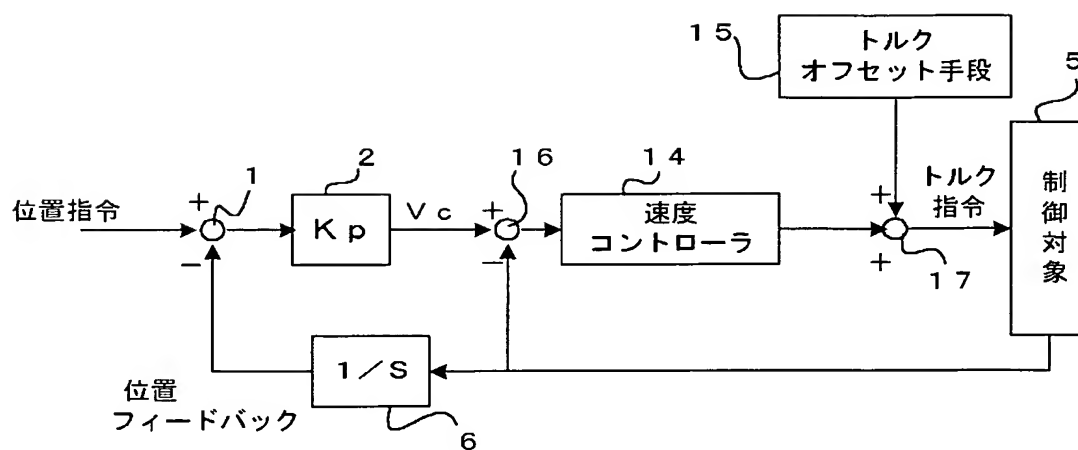 15
トルク
オフセット手段
5
位置指令
+
1
2
Kp
Vc
+
16
14
速度
コントローラ
+
トルク
指令
+
17
制御対象
−
−
1/S
位置
フィードバック
6